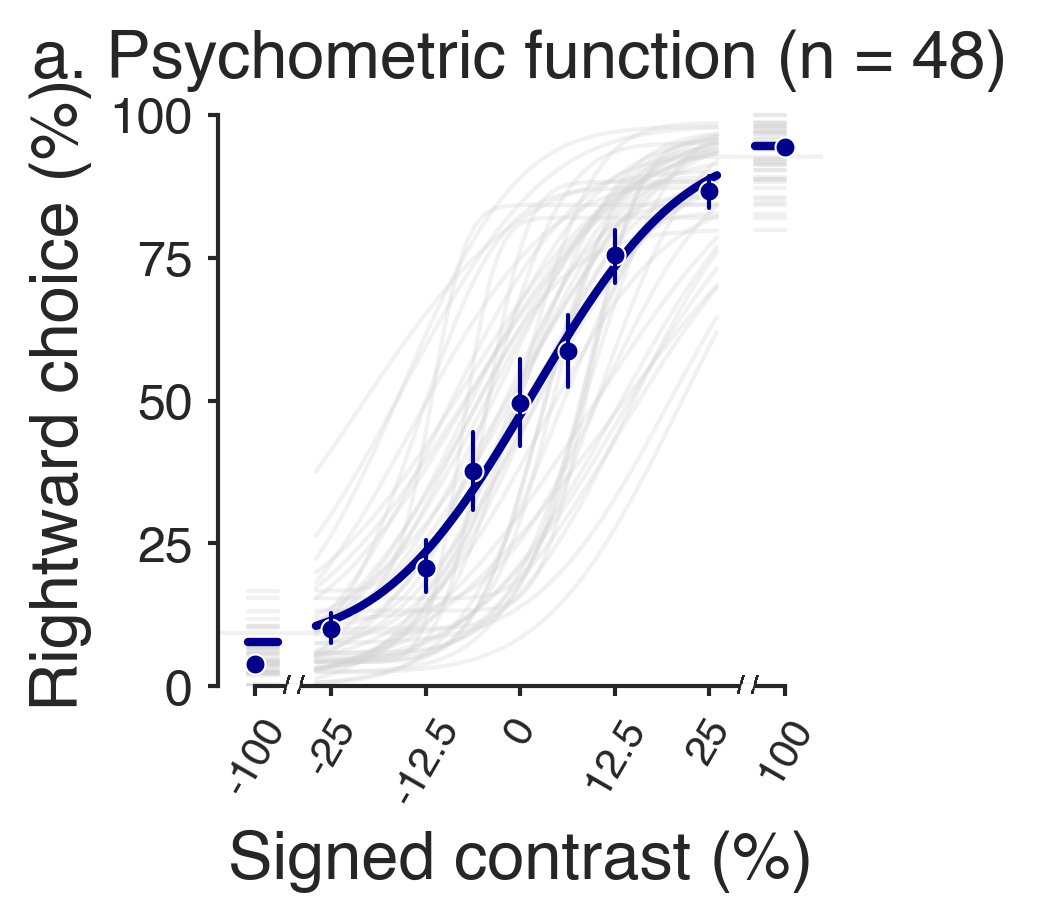 a. Psychometric function (n = 48)
Rightward choice (%)
100
75
50
25
0
-100 -25 -12.5 0 12.5 25 100
Signed contrast (%)